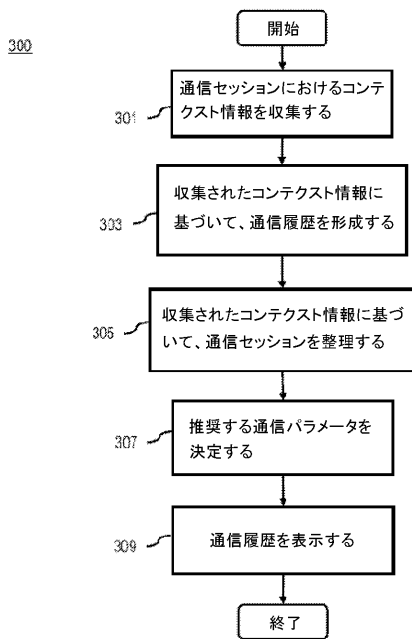 300
開始
通信セッションにおけるコンテ
クスト情報を収集する
301
収集されたコンテクスト情報に
基づいて、通信履歴を形成する
303
収集されたコンテクスト情報に基づ
いて、通信セッションを整理する
305
推奨する通信パラメータを
決定する
307
通信履歴を表示する
309
終了